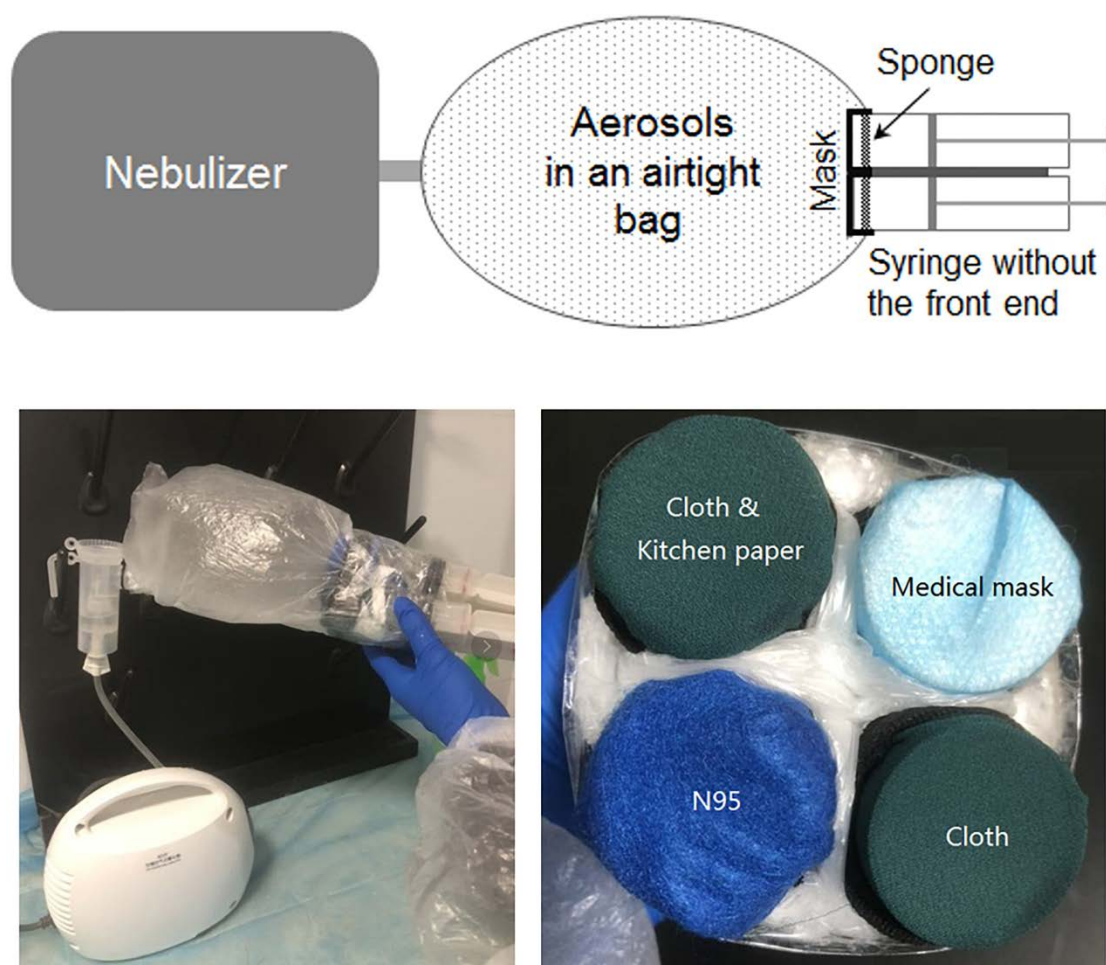 Nebulizer
Aerosols
in an airtight
bag
Mask
Sponge
Syringe without
the front end
Cloth &
Kitchen paper
Medical mask
N95
Cloth